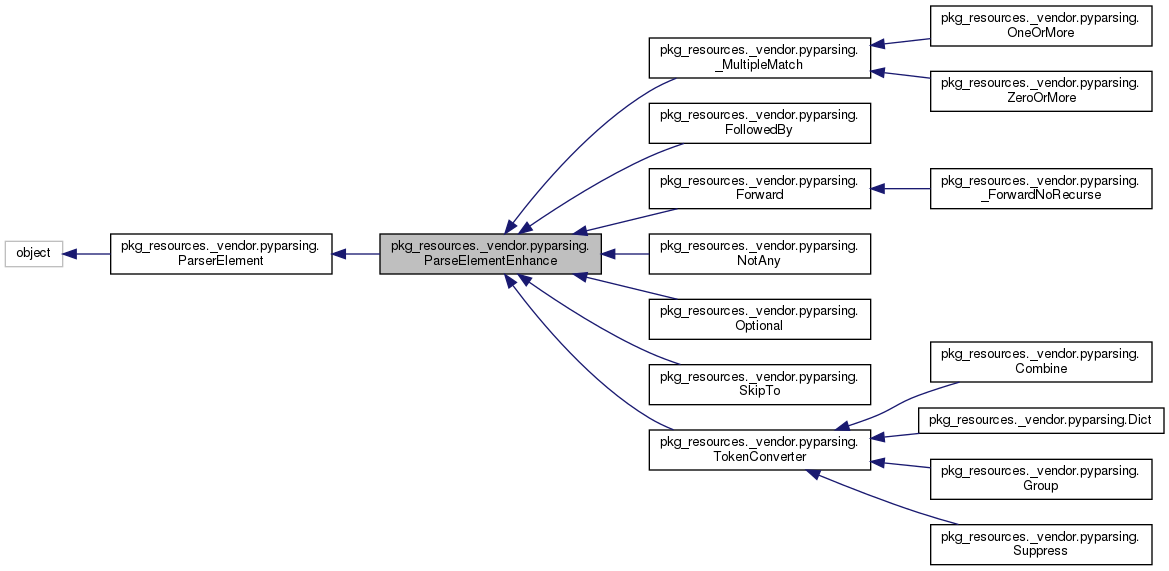 object
pkg_resources._vendor.pyparsing.
ParserElement
pkg_resources._vendor.pyparsing.
ParseElementEnhance
pkg_resources._vendor.pyparsing.
_MultipleMatch
pkg_resources._vendor.pyparsing.
FollowedBy
pkg_resources._vendor.pyparsing.
Forward
pkg_resources._vendor.pyparsing.
NotAny
pkg_resources._vendor.pyparsing.
Optional
pkg_resources._vendor.pyparsing.
SkipTo
pkg_resources._vendor.pyparsing.
TokenConverter
pkg_resources._vendor.pyparsing.
OneOrMore
pkg_resources._vendor.pyparsing.
ZeroOrMore
pkg_resources._vendor.pyparsing.
_ForwardNoRecurse
pkg_resources._vendor.pyparsing.
Combine
pkg_resources._vendor.pyparsing.Dict
pkg_resources._vendor.pyparsing.
Group
pkg_resources._vendor.pyparsing.
Suppress